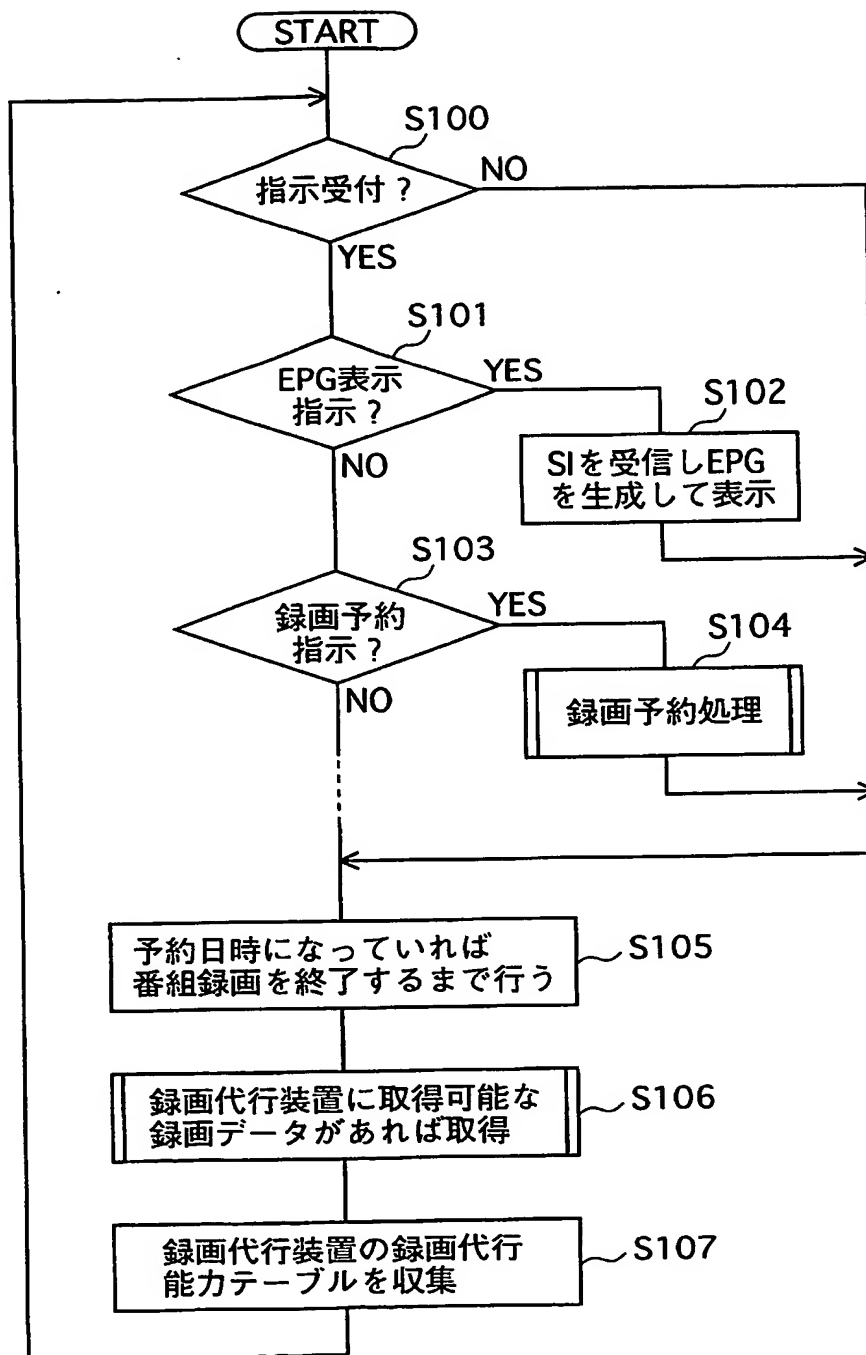 START
S100
指示受付？
NO
YES
S101
EPG表示
指示？
YES
NO
S102
SIを受信しEPG
を生成して表示
S103
録画予約
指示？
YES
NO
S104
録画予約処理
予約日時になっていれば
番組録画を終了するまで行う
S105
録画代行装置に取得可能な
録画データがあれば取得
S106
録画代行装置の録画代行
能力テーブルを収集
S107